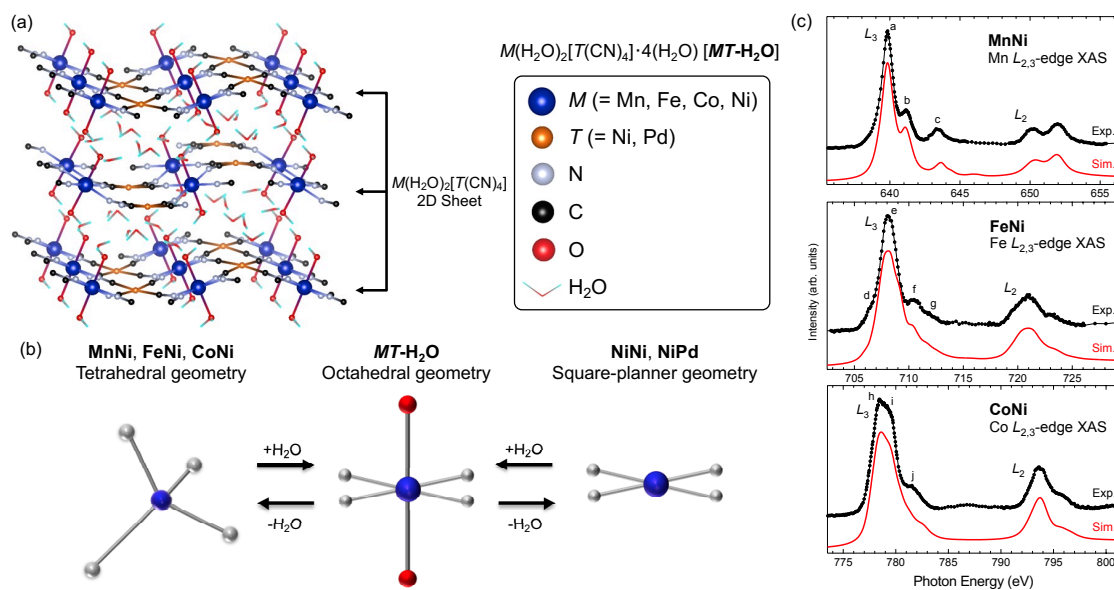 (a)
M(H2O)2[T(CN)4]·4(H2O) [MT-H2O]
M (= Mn, Fe, Co, Ni)
T (= Ni, Pd)
N
C
O
H2O
M(H2O)2[T(CN)4]
2D Sheet
(b)
MnNi, FeNi, CoNi
Tetrahedral geometry
MT-H2O
Octahedral geometry
NiNi, NiPd
Square-planner geometry
+H2O
-H2O
+H2O
-H2O
(c)
Intensity (arb. units)
MnNi
Mn L2,3-edge XAS
L3
a
b
c
L2
Exp.
Sim.
640 645 650 655
FeNi
Fe L2,3-edge XAS
L3
d
e
f
g
L2
Exp.
Sim.
705 710 715 720 725
CoNi
Co L2,3-edge XAS
L3
h
i
j
L2
Exp.
Sim.
775 780 785 790 795 800
Photon Energy (eV)